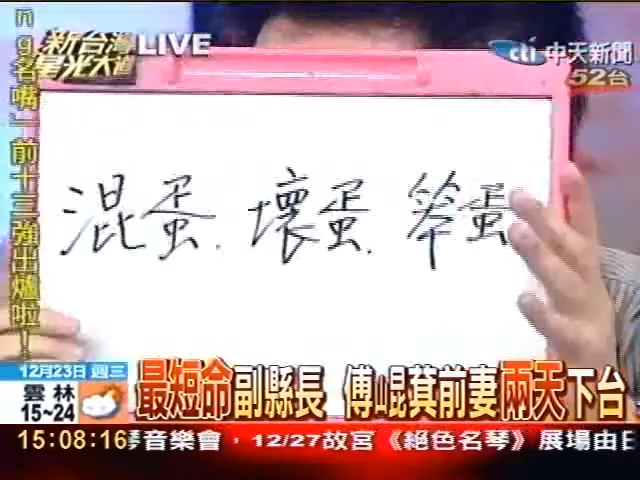 新台灣
星光大道
LIVE
cti 中天新聞
52台
ng名嘴」前十三強出爐啦！
混蛋.壞蛋.笨蛋
12月23日 週三
雲林
15~24
最短命副縣長 傅崐萁前妻兩天下台
15:08:16
音樂會，12/27故宮《絕色名琴》展場由